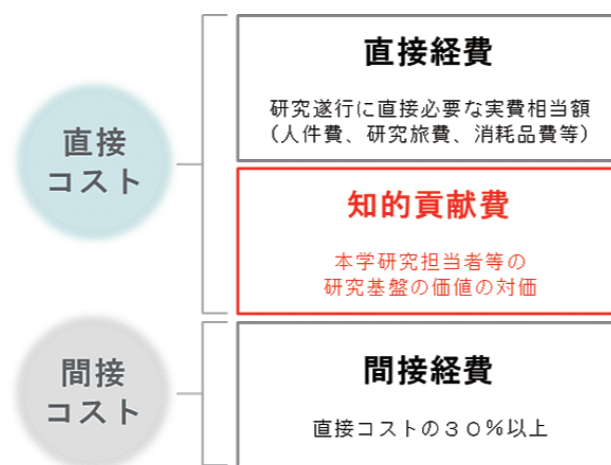 直接
コスト
直接経費
研究遂行に直接必要な実費相当額
(人件費、研究旅費、消耗品費等)
知的貢献費
本学研究担当者等の
研究基盤の価値の対価
間接
コスト
間接経費
直接コストの30%以上